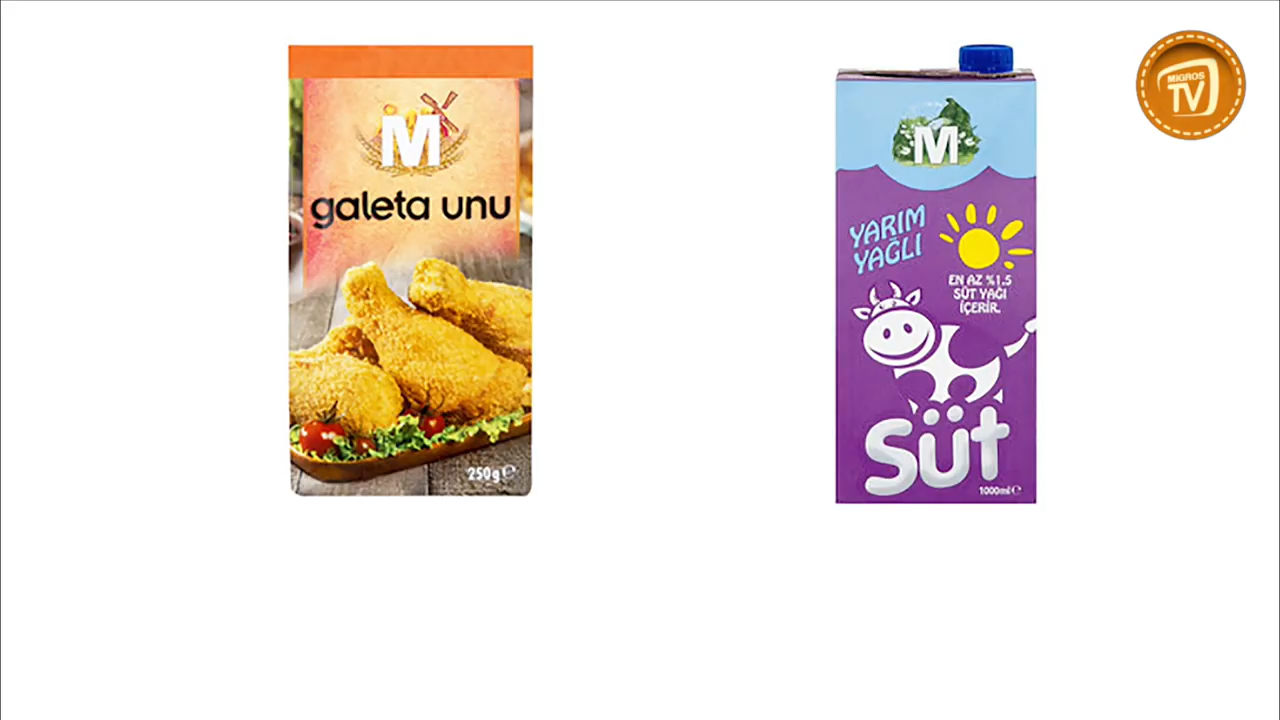 M
galeta unu
250g ℮
M
YARIM
YAĞLI
EN AZ %1.5
SÜT YAĞI
İÇERİR.
Süt
1000ml ℮
MIGROS
TV